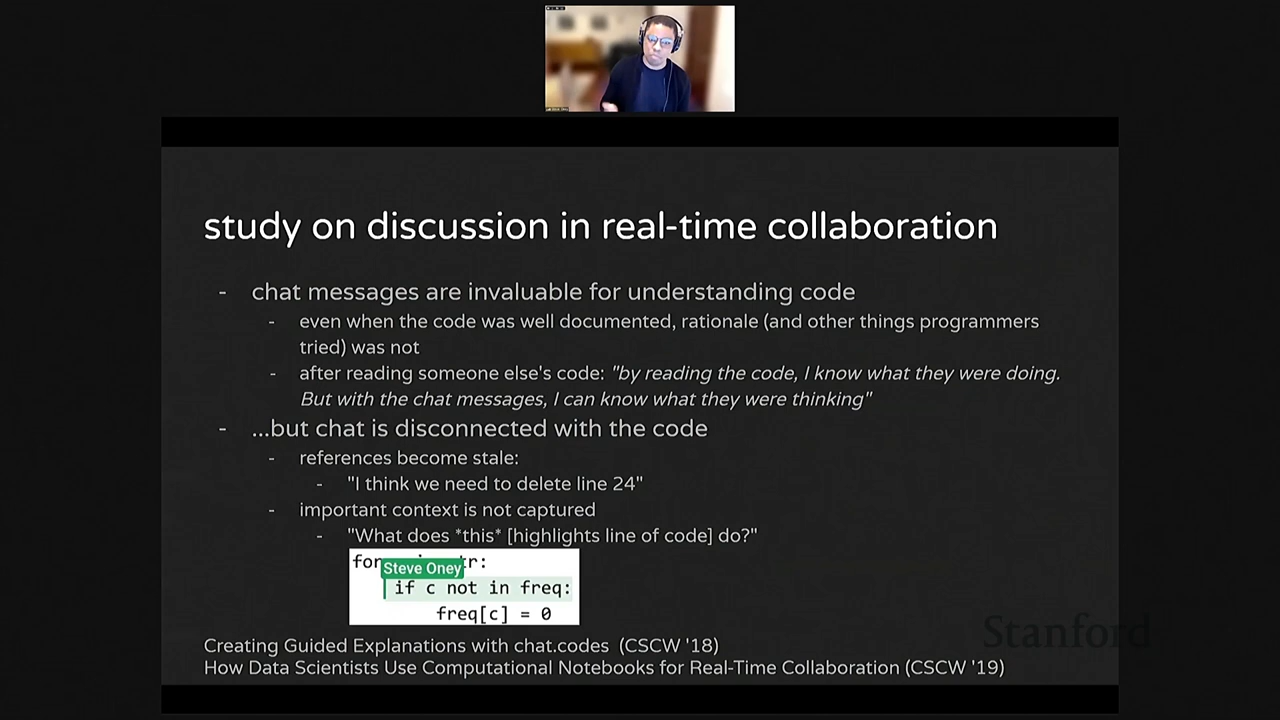 study on discussion in real-time collaboration
- chat messages are invaluable for understanding code
- even when the code was well documented, rationale (and other things programmers
tried) was not
- after reading someone else's code: "by reading the code, I know what they were doing.
But with the chat messages, I can know what they were thinking"
- ...but chat is disconnected with the code
- references become stale:
- "I think we need to delete line 24"
- important context is not captured
- "What does *this* [highlights line of code] do?"
for tr:
Steve Oney
if c not in freq:
freq[c] = 0
Creating Guided Explanations with chat.codes (CSCW '18)
How Data Scientists Use Computational Notebooks for Real-Time Collaboration (CSCW '19)
Stanford